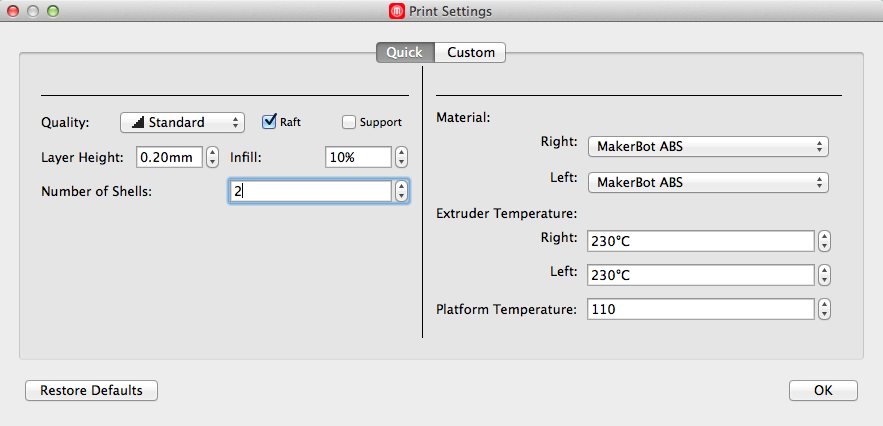 Print Settings
Quick Custom
Quality: Standard Raft Support
Layer Height: 0.20mm Infill: 10%
Number of Shells: 2
Material:
Right: MakerBot ABS
Left: MakerBot ABS
Extruder Temperature:
Right: 230°C
Left: 230°C
Platform Temperature: 110
Restore Defaults OK